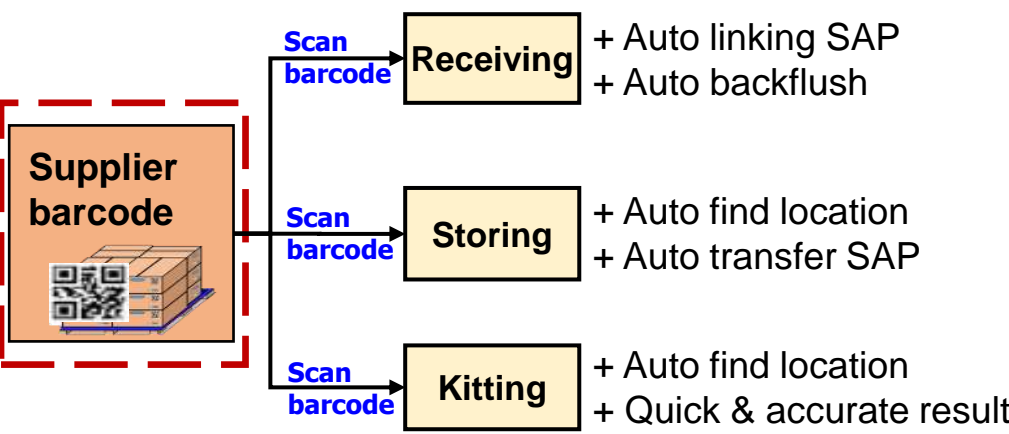 Supplier
barcode
Scan
barcode
Receiving
+ Auto linking SAP
+ Auto backflush
Scan
barcode
Storing
+ Auto find location
+ Auto transfer SAP
Scan
barcode
Kitting
+ Auto find location
+ Quick & accurate result